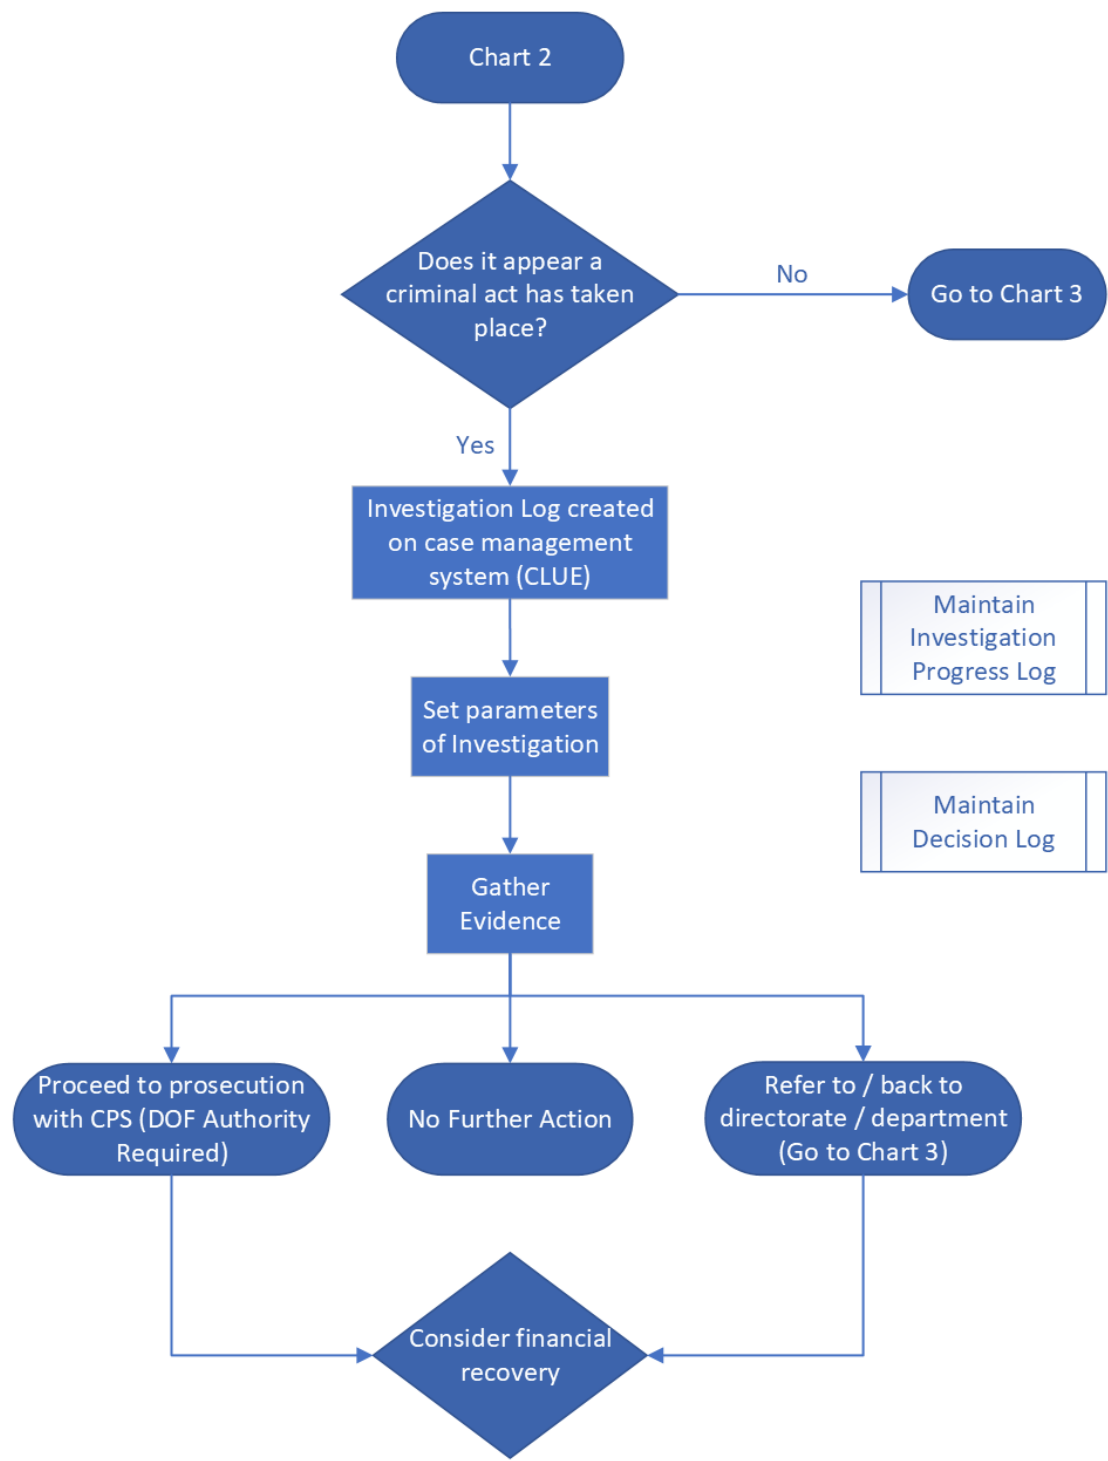 Chart 2
Does it appear a
criminal act has taken
place?
No
Go to Chart 3
Yes
Investigation Log created
on case management
system (CLUE)
Maintain
Investigation
Progress Log
Set parameters
of Investigation
Maintain
Decision Log
Gather
Evidence
Proceed to prosecution
with CPS (DOF Authority
Required)
No Further Action
Refer to / back to
directorate / department
(Go to Chart 3)
Consider financial
recovery